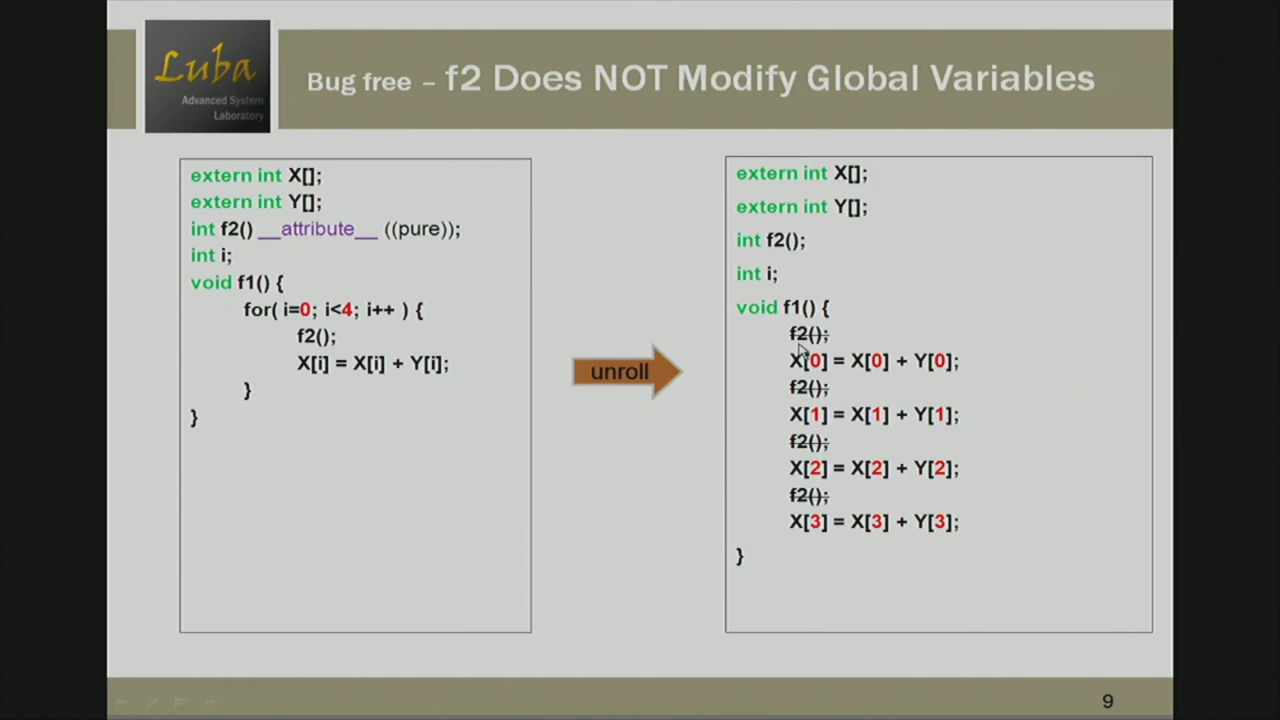 Luba
Advanced System
Laboratory
Bug free – f2 Does NOT Modify Global Variables
extern int X[];
extern int Y[];
int f2() __attribute__ ((pure));
int i;
void f1() {
for( i=0; i<4; i++ ) {
f2();
X[i] = X[i] + Y[i];
}
}
unroll
extern int X[];
extern int Y[];
int f2();
int i;
void f1() {
f2();
X[0] = X[0] + Y[0];
f2();
X[1] = X[1] + Y[1];
f2();
X[2] = X[2] + Y[2];
f2();
X[3] = X[3] + Y[3];
}
9